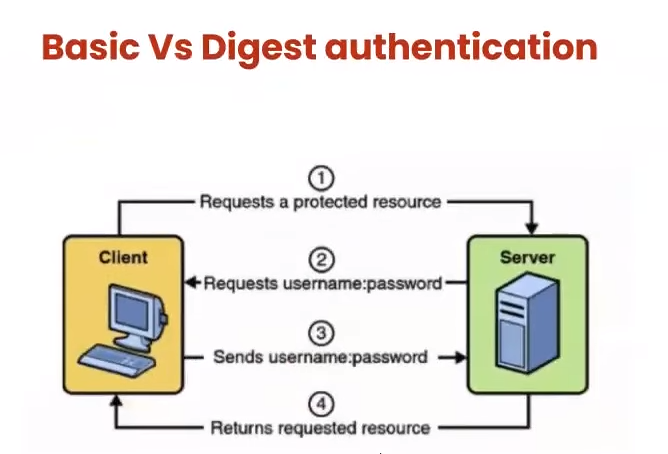 Basic Vs Digest authentication
1
Requests a protected resource
Client
Server
2
Requests username:password
3
Sends username:password
4
Returns requested resource